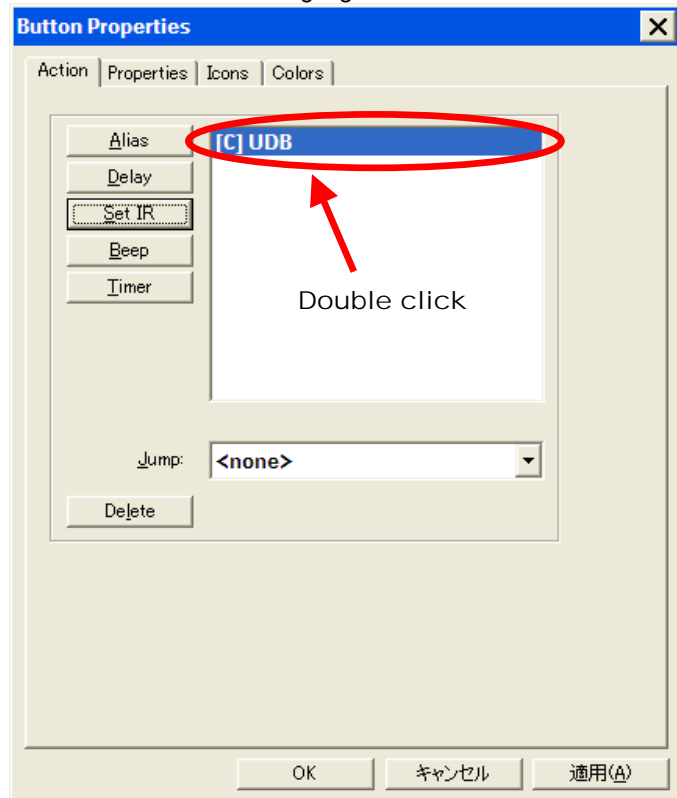 Button Properties
Action Properties Icons Colors
Alias [C] UDB
Delay
Set IR
Beep
Timer
Double click
Jump: <none>
Delete
OK キャンセル 適用(A)